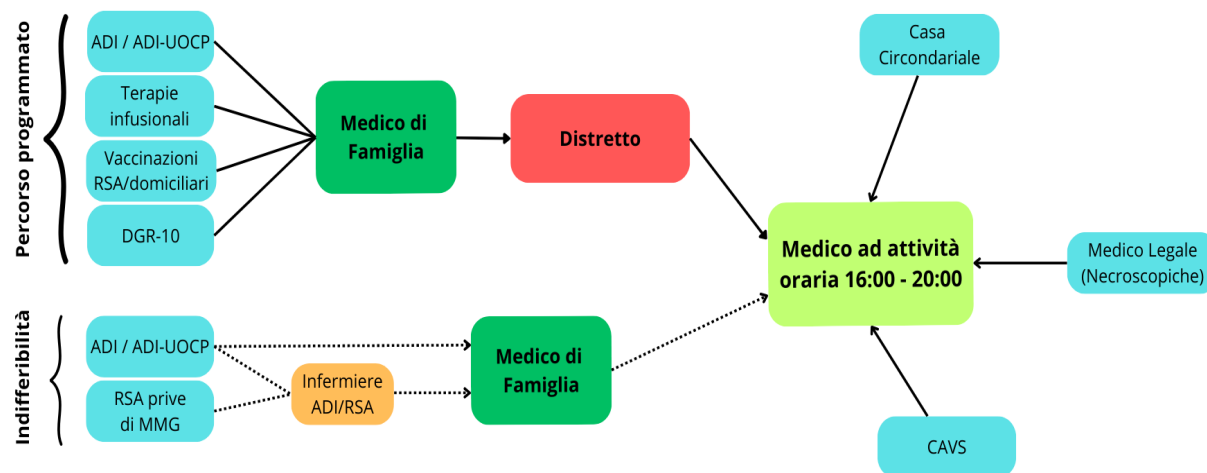 Percorso programmato
ADI / ADI-UOCP
Terapie
infusionali
Vaccinazioni
RSA/domiciliari
DGR-10
Medico di
Famiglia
Distretto
Casa
Circondariale
Medico ad attività
oraria 16:00 - 20:00
Medico Legale
(Necroscopiche)
CAVS
Indifferibilità
ADI / ADI-UOCP
RSA prive
di MMG
Infermiere
ADI/RSA
Medico di
Famiglia